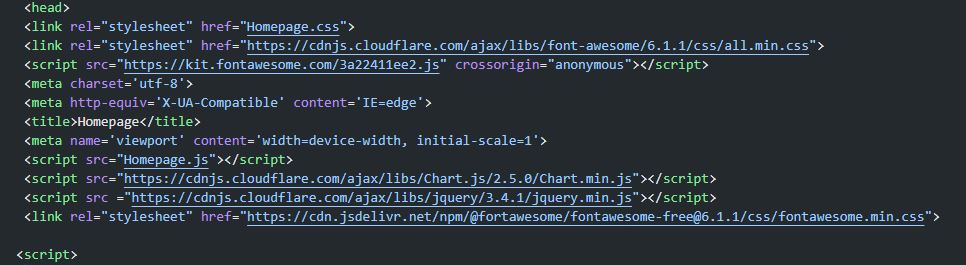 <head>
<link rel="stylesheet" href="Homepage.css">
<link rel="stylesheet" href="https://cdnjs.cloudflare.com/ajax/libs/font-awesome/6.1.1/css/all.min.css">
<script src="https://kit.fontawesome.com/3a22411ee2.js" crossorigin="anonymous"></script>
<meta charset='utf-8'>
<meta http-equiv='X-UA-Compatible' content='IE=edge'>
<title>Homepage</title>
<meta name='viewport' content='width=device-width, initial-scale=1'>
<script src="Homepage.js"></script>
<script src="https://cdnjs.cloudflare.com/ajax/libs/Chart.js/2.5.0/Chart.min.js"></script>
<script src ="https://cdnjs.cloudflare.com/ajax/libs/jquery/3.4.1/jquery.min.js"></script>
<link rel="stylesheet" href="https://cdn.jsdelivr.net/npm/@fortawesome/fontawesome-free@6.1.1/css/fontawesome.min.css">
<script>